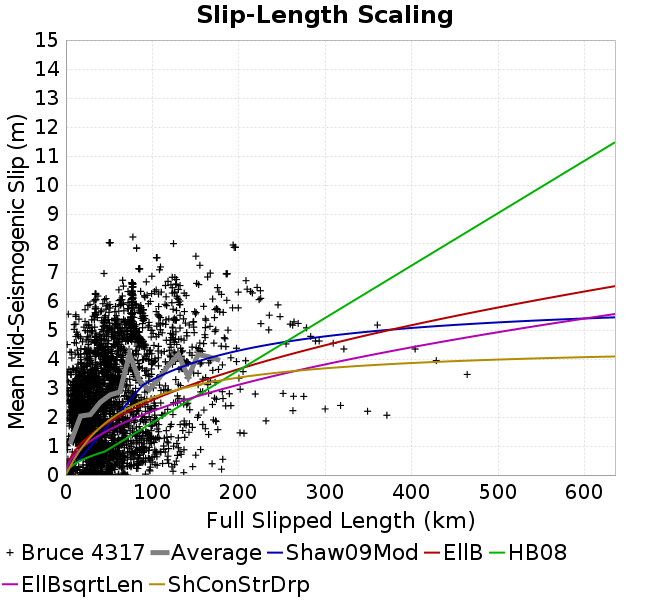 Slip-Length Scaling
Mean Mid-Seismogenic Slip (m)
15
14
13
12
11
10
9
8
7
6
5
4
3
2
1
0
0 100 200 300 400 500 600
Full Slipped Length (km)
Bruce 4317 Average Shaw09Mod EllB HB08
EllBsqrtLen ShConStrDrp